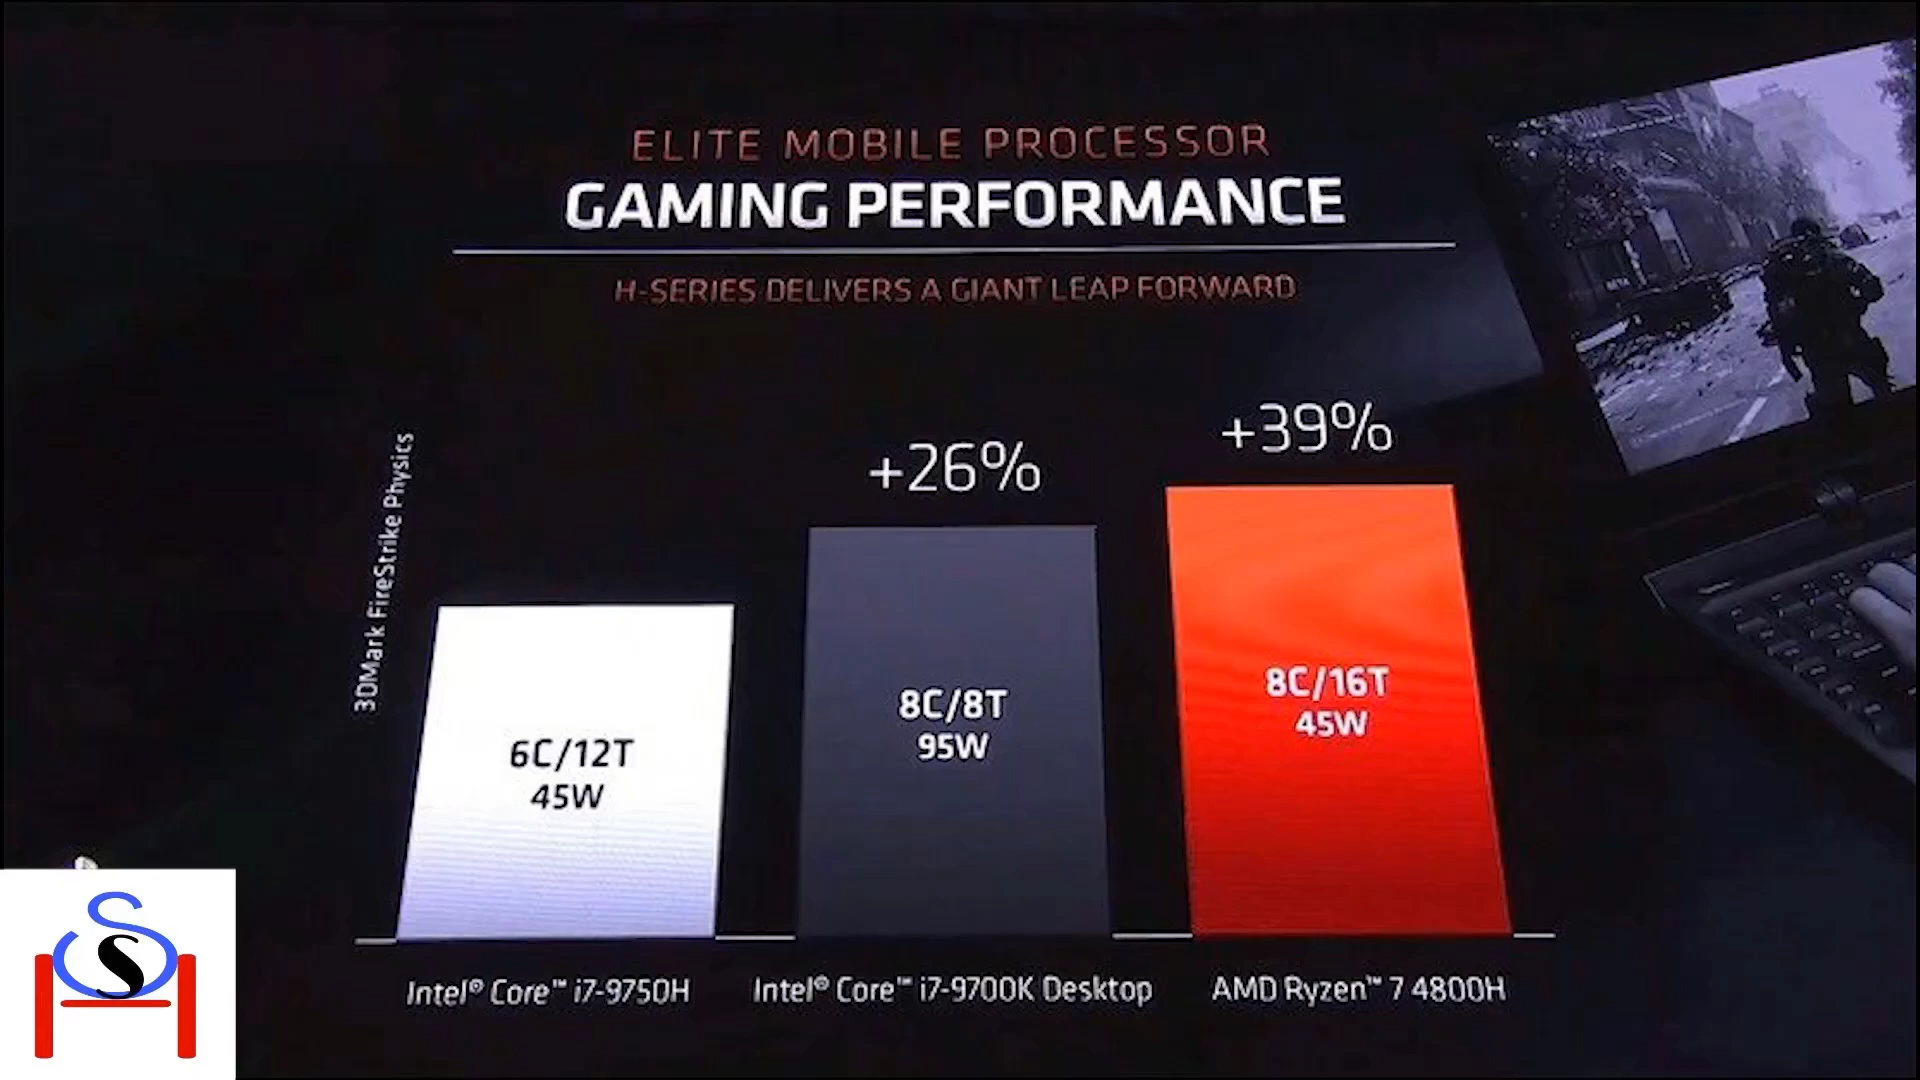 ELITE MOBILE PROCESSOR
GAMING PERFORMANCE
H-SERIES DELIVERS A GIANT LEAP FORWARD
3DMark FireStrike Physics
+26%
+39%
6C/12T
45W
8C/8T
95W
8C/16T
45W
Intel® Core™ i7-9750H
Intel® Core™ i7-9700K Desktop
AMD Ryzen™ 7 4800H
S
S
H